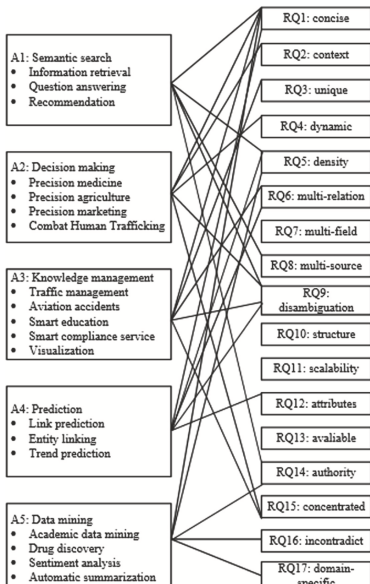 A1: Semantic search
• Information retrieval
• Question answering
• Recommendation
A2: Decision making
• Precision medicine
• Precision agriculture
• Precision marketing
• Combat Human Trafficking
A3: Knowledge management
• Traffic management
• Aviation accidents
• Smart education
• Smart compliance service
• Visualization
A4: Prediction
• Link prediction
• Entity linking
• Trend prediction
A5: Data mining
• Academic data mining
• Drug discovery
• Sentiment analysis
• Automatic summarization
RQ1: concise
RQ2: context
RQ3: unique
RQ4: dynamic
RQ5: density
RQ6: multi-relation
RQ7: multi-field
RQ8: multi-source
RQ9:
disambiguation
RQ10: structure
RQ11: scalability
RQ12: attributes
RQ13: avaliable
RQ14: authority
RQ15: concentrated
RQ16: incontradict
RQ17: domain-
specific